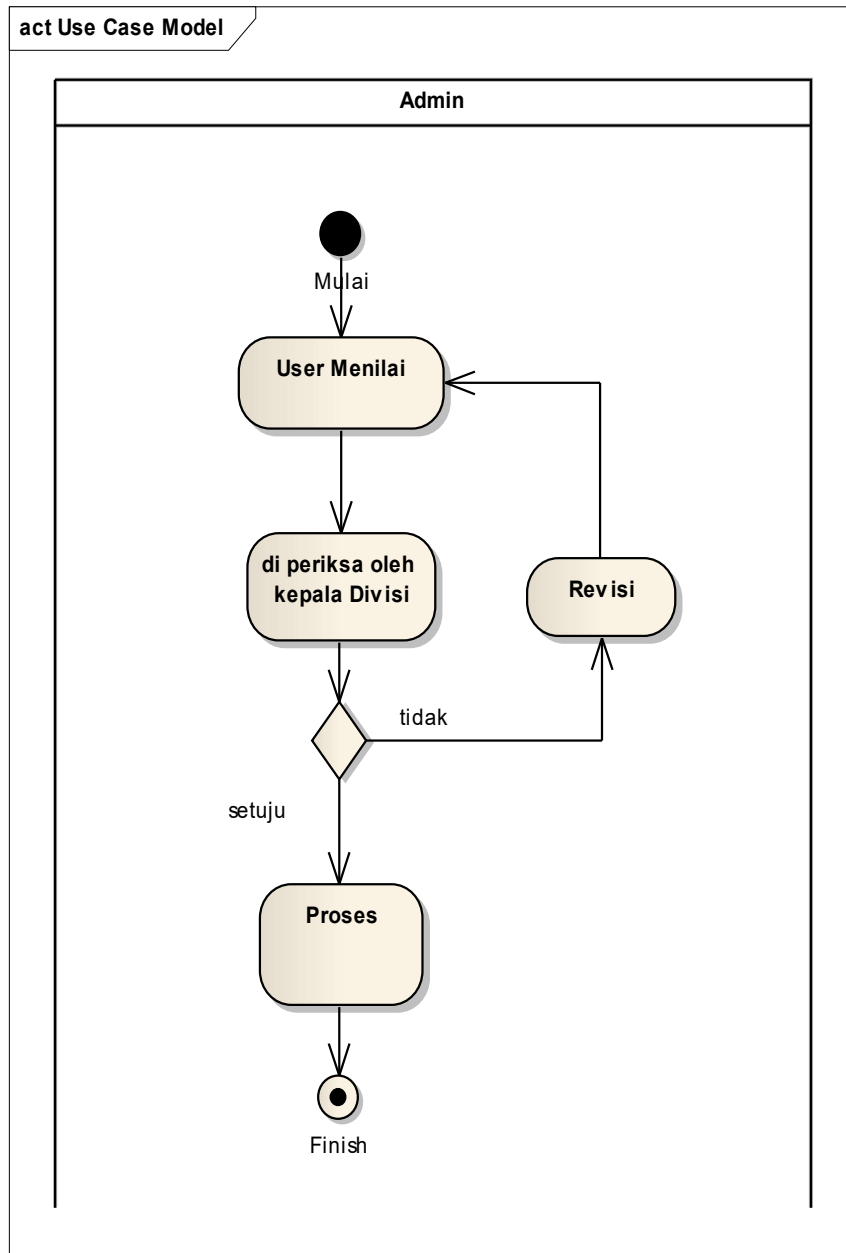 act Use Case Model
Admin
Mulai
User Menilai
di periksa oleh
kepala Divisi
Revisi
tidak
setuju
Proses
Finish